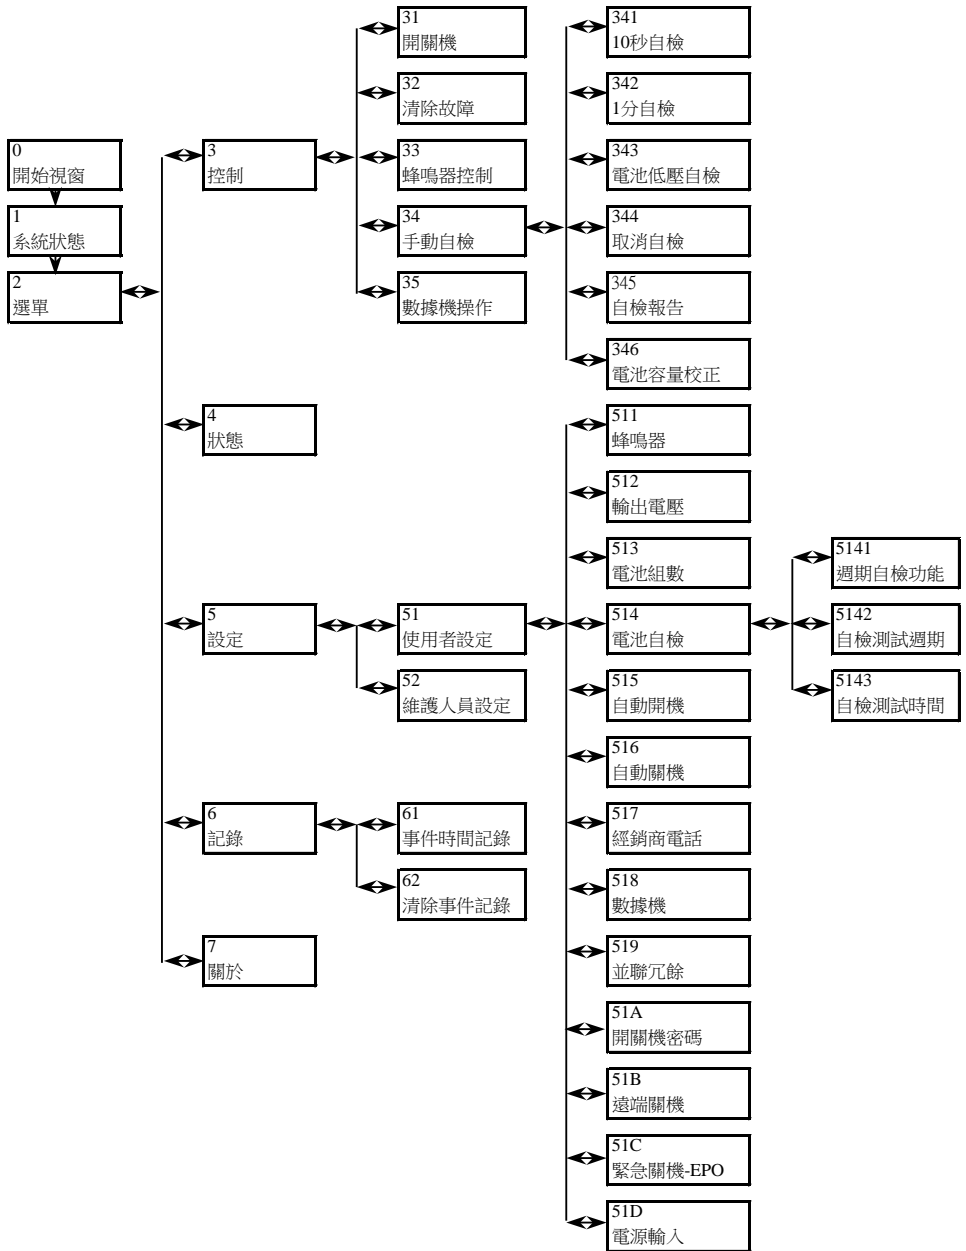 0
開始視窗
1
系統狀態
2
選單
3
控制
31
開關機
32
清除故障
33
蜂鳴器控制
34
手動自檢
341
10秒自檢
342
1分自檢
343
電池低壓自檢
344
取消自檢
345
自檢報告
346
電池容量校正
35
數據機操作
4
狀態
5
設定
51
使用者設定
511
蜂鳴器
512
輸出電壓
513
電池組數
514
電池自檢
5141
週期自檢功能
5142
自檢測試週期
5143
自檢測試時間
515
自動開機
516
自動關機
517
經銷商電話
518
數據機
519
並聯冗餘
51A
開關機密碼
51B
遠端關機
51C
緊急關機-EPO
51D
電源輸入
52
維護人員設定
6
記錄
61
事件時間記錄
62
清除事件記錄
7
關於